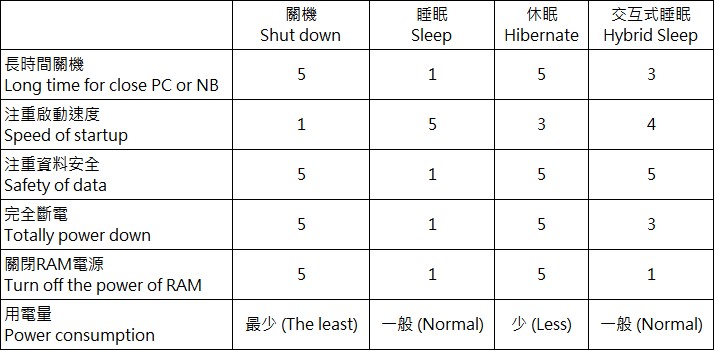 關機 睡眠 休眠 交互式睡眠
Shut down Sleep Hibernate Hybrid Sleep
長時間關機
Long time for close PC or NB 5 1 5 3
注重啟動速度
Speed of startup 1 5 3 4
注重資料安全
Safety of data 5 1 5 5
完全斷電
Totally power down 5 1 5 3
關閉RAM電源
Turn off the power of RAM 5 1 5 1
用電量
Power consumption 最少 (The least) 一般 (Normal) 少 (Less) 一般 (Normal)